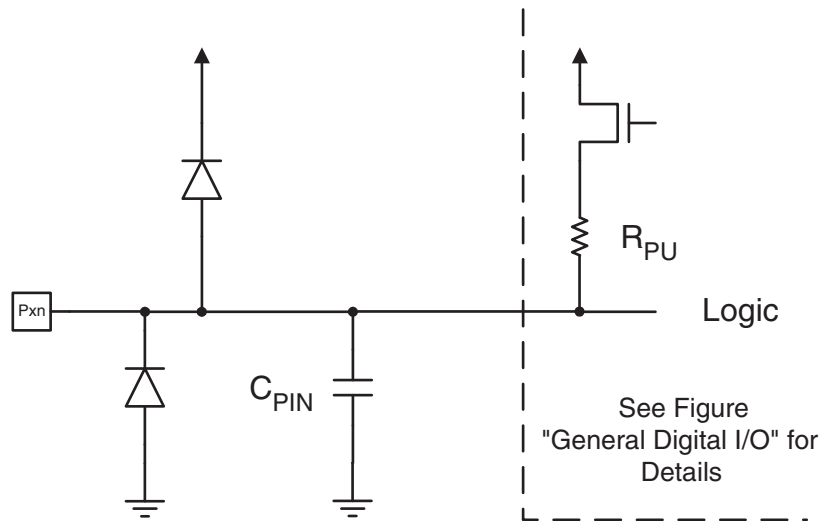 Pxn
R_PU
C_PIN
Logic
See Figure
"General Digital I/O" for
Details